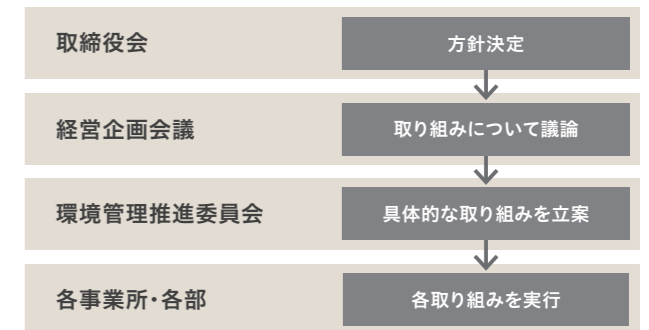 取締役会
方針決定
経営企画会議
取り組みについて議論
環境管理推進委員会
具体的な取り組みを立案
各事業所・各部
各取り組みを実行